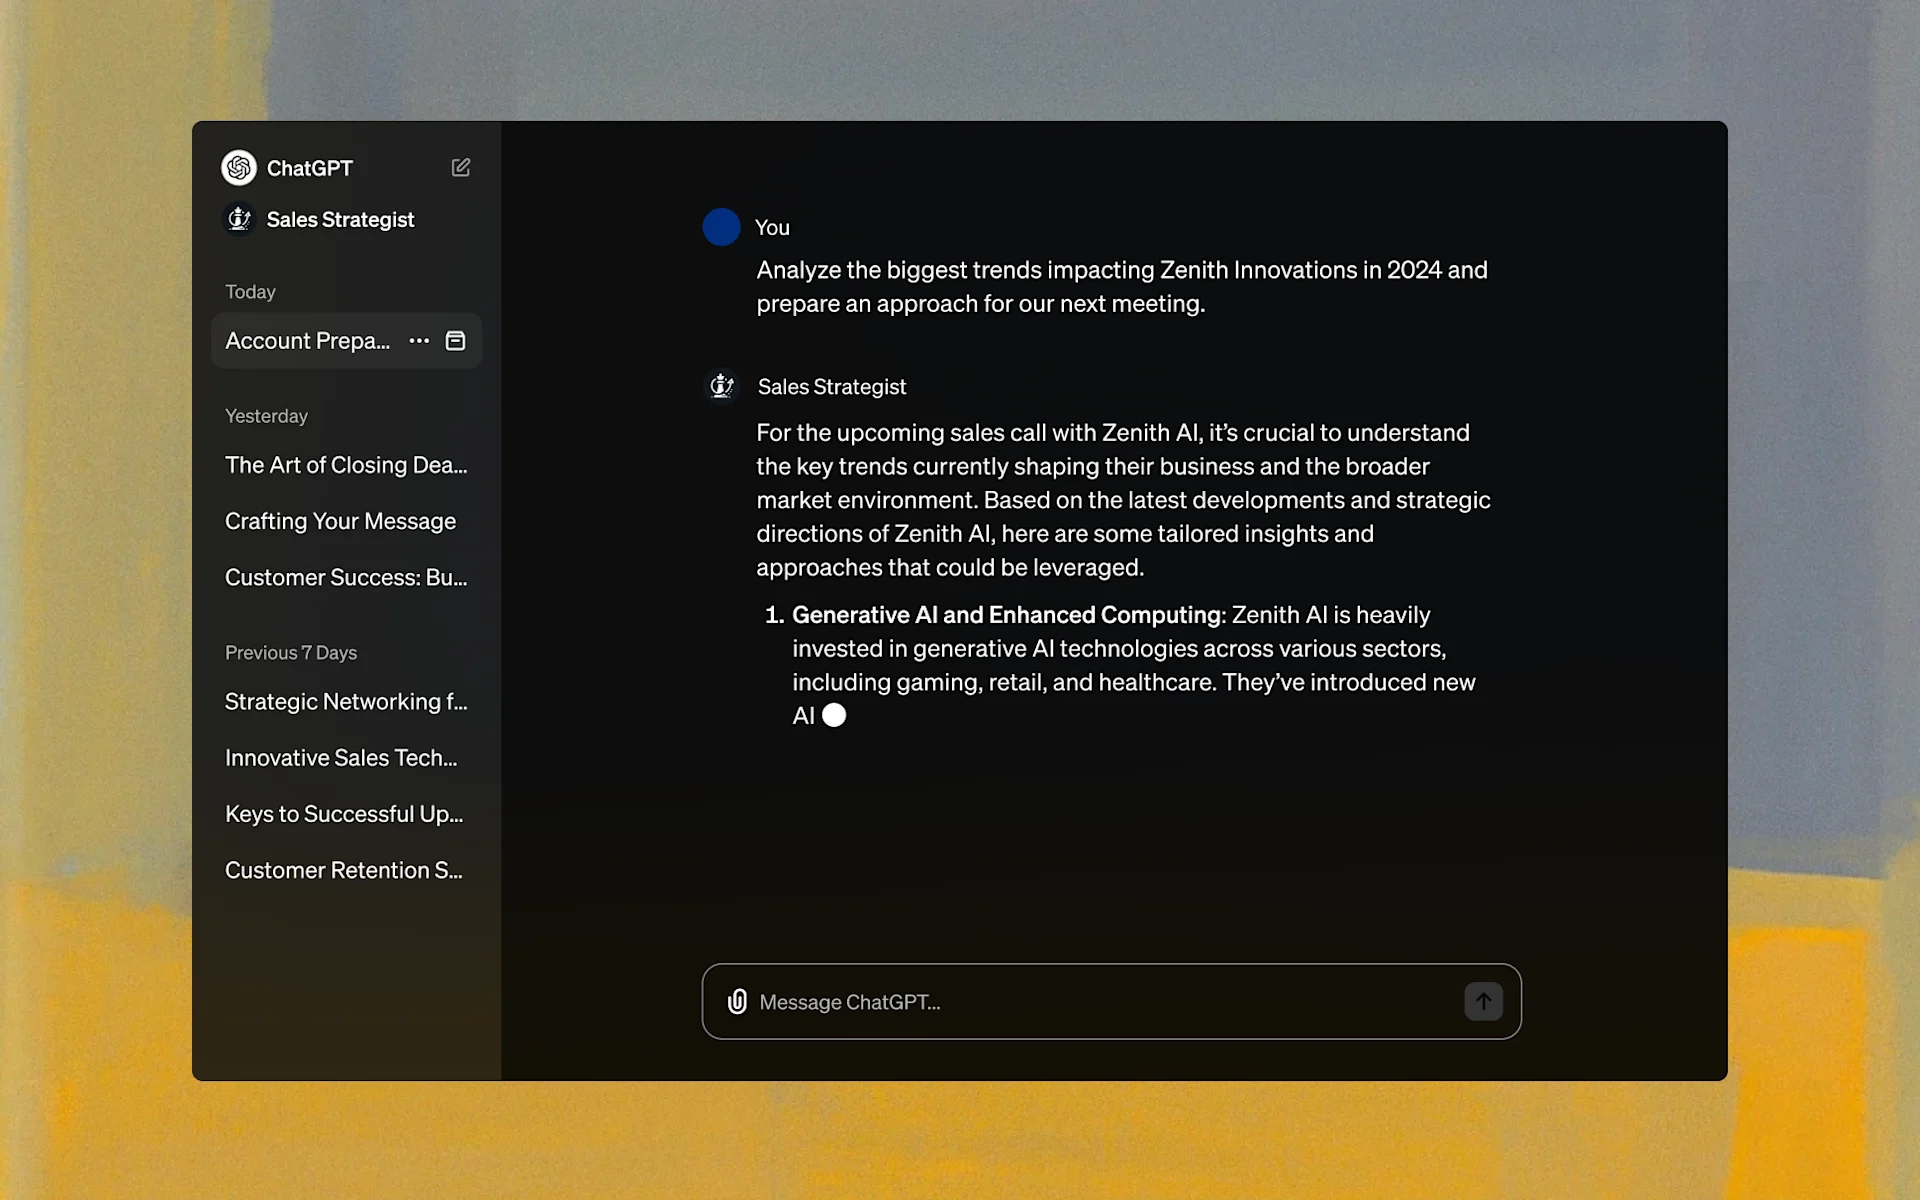 ChatGPT
Sales Strategist
Today
Account Prepa...
Yesterday
The Art of Closing Dea...
Crafting Your Message
Customer Success: Bu...
Previous 7 Days
Strategic Networking f...
Innovative Sales Tech...
Keys to Successful Up...
Customer Retention S...
You
Analyze the biggest trends impacting Zenith Innovations in 2024 and
prepare an approach for our next meeting.
Sales Strategist
For the upcoming sales call with Zenith AI, it’s crucial to understand
the key trends currently shaping their business and the broader
market environment. Based on the latest developments and strategic
directions of Zenith AI, here are some tailored insights and
approaches that could be leveraged.
1. Generative AI and Enhanced Computing: Zenith AI is heavily
invested in generative AI technologies across various sectors,
including gaming, retail, and healthcare. They’ve introduced new
AI
Message ChatGPT...